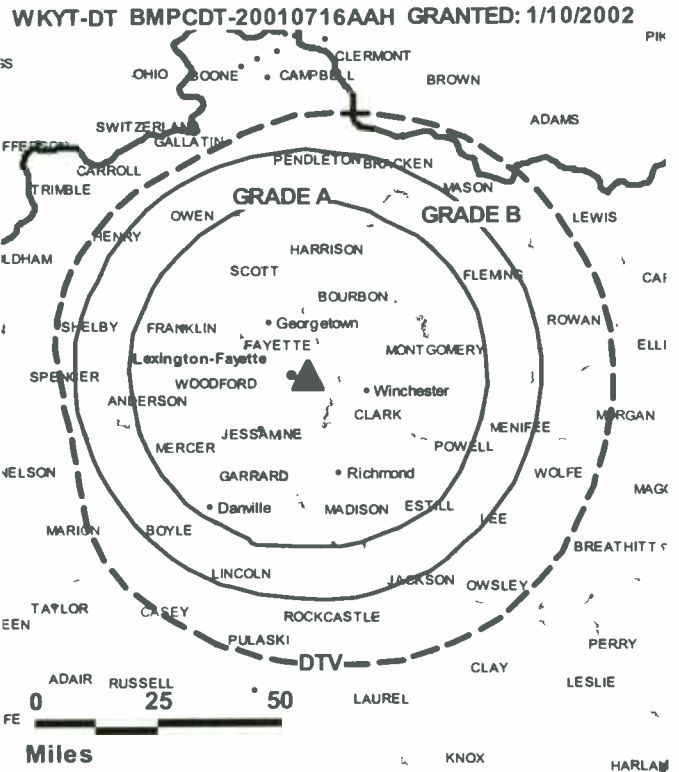 WKYT-DT BMPCDT-20010716AAH GRANTED: 1/10/2002
CLERMONT
OHIO BOONE CAMPBELL BROWN
ADAMS
SWITZERLAND
GALLATIN
PENDLETON BRACKEN
CARROLL
TRIMBLE
MASON
GRADE A
GRADE B
OWEN
LEWIS
HENRY
HARRISON
SCOTT
FLEMING
BOURBON
Georgetown
ROWAN
SHELBY FRANKLIN
FAYETTE
MONTGOMERY
Lexington-Fayette
SPENCER
WOODFORD
Winchester
ANDERSON
CLARK
MORGAN
MENIFEE
JESSAMINE
MERCER
POWELL
NELSON
GARRARD
Richmond
WOLFE
Danville
MADISON ESTILL
LEE
MARION
BOYLE
BREATHITT
LINCOLN
JACKSON
OWSLEY
TAYLOR
CASEY
ROCKCASTLE
EEN
PULASKI
PERRY
DTV
CLAY
ADAIR RUSSELL
LESLIE
0 25 50
LAUREL
FE
Miles
KNOX
HARLAN